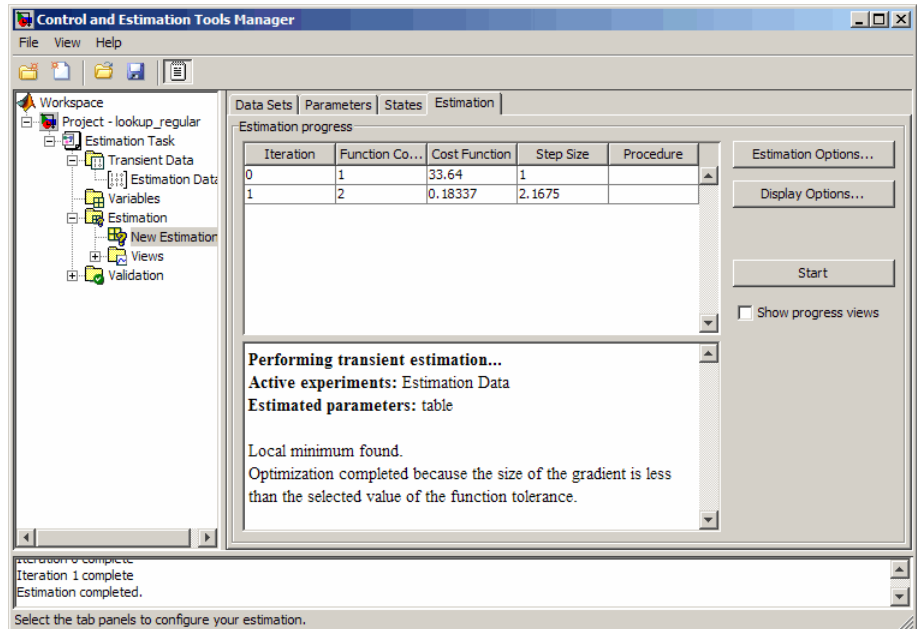 Control and Estimation Tools Manager
File View Help
Workspace
Project - lookup_regular
Estimation Task
Transient Data
Estimation Data
Variables
Estimation
New Estimation
Views
Validation
Data Sets Parameters States Estimation
Estimation progress
Iteration Function Co... Cost Function Step Size Procedure
0 1 33.64 1
1 2 0.18337 2.1675
Estimation Options...
Display Options...
Start
Show progress views
Performing transient estimation...
Active experiments: Estimation Data
Estimated parameters: table
Local minimum found.
Optimization completed because the size of the gradient is less
than the selected value of the function tolerance.
Iteration 0 complete
Iteration 1 complete
Estimation completed.
Select the tab panels to configure your estimation.